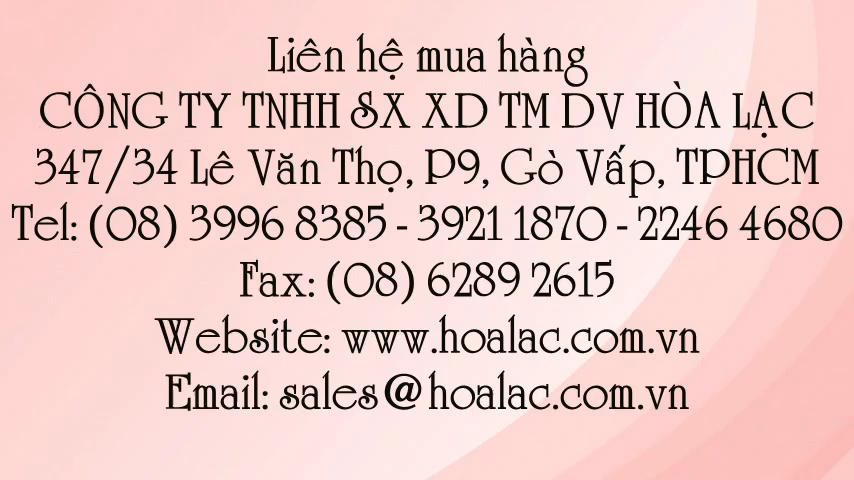 Liên hệ mua hàng
CÔNG TY TNHH SX XD TM DV HÒA LẠC
347/34 Lê Văn Thọ, P9, Gò Vấp, TPHCM
Tel: (08) 3996 8385 - 3921 1870 - 2246 4680
Fax: (08) 6289 2615
Website: www.hoalac.com.vn
Email: sales@hoalac.com.vn